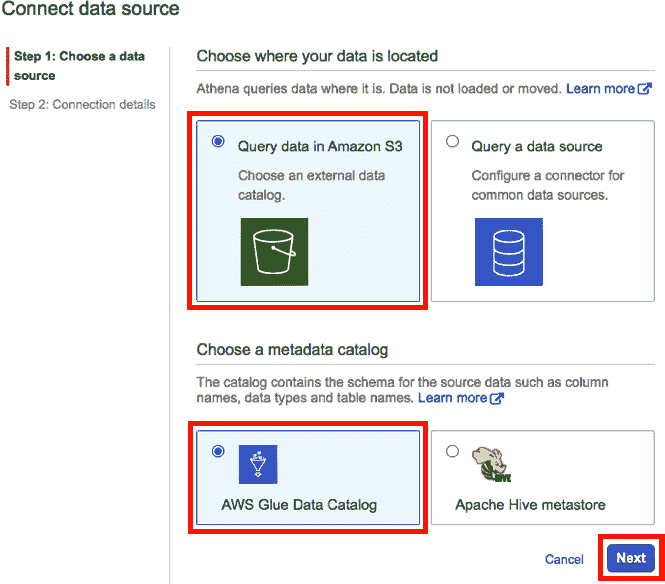 Connect data source
Step 1: Choose a data
source
Step 2: Connection details
Choose where your data is located
Athena queries data where it is. Data is not loaded or moved. Learn more
Query data in Amazon S3
Choose an external data
catalog.
Query a data source
Configure a connector for
common data sources.
Choose a metadata catalog
The catalog contains the schema for the source data such as column
names, data types and table names. Learn more
AWS Glue Data Catalog
HIVE
Apache Hive metastore
Cancel
Next